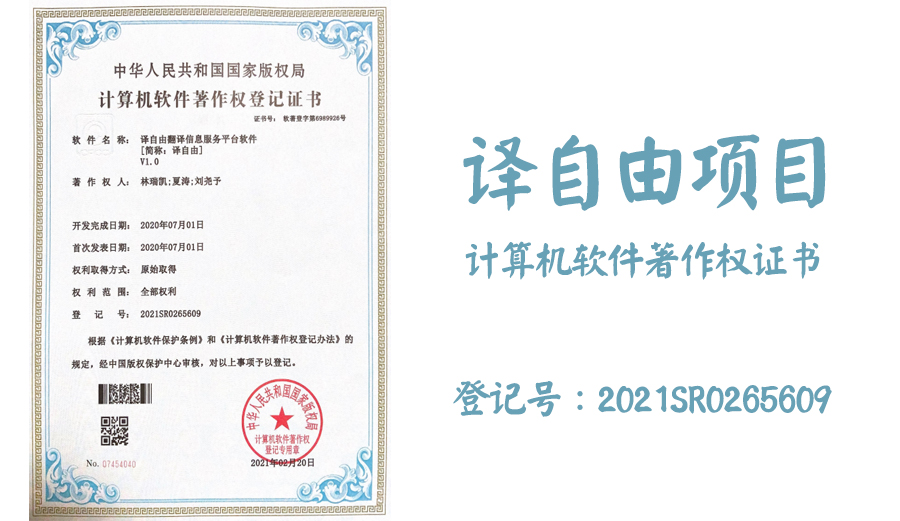 中华人民共和国国家版权局
计算机软件著作权登记证书
证书号： 软著登字第6989926号
软件名称： 译自由翻译信息服务平台软件
[简称：译自由]
V1.0
著作权人： 林瑞凯;夏涛;刘尧予
开发完成日期： 2020年07月01日
首次发表日期： 2020年07月01日
权利取得方式： 原始取得
权利范围： 全部权利
登记号： 2021SR0265609
根据《计算机软件保护条例》和《计算机软件著作权登记办法》的
规定，经中国版权保护中心审核，对以上事项予以登记。
中华人民共和国国家版权局
计算机软件著作权
登记专用章
No. 07454040
2021年02月20日
译自由项目
计算机软件著作权证书
登记号：2021SR0265609